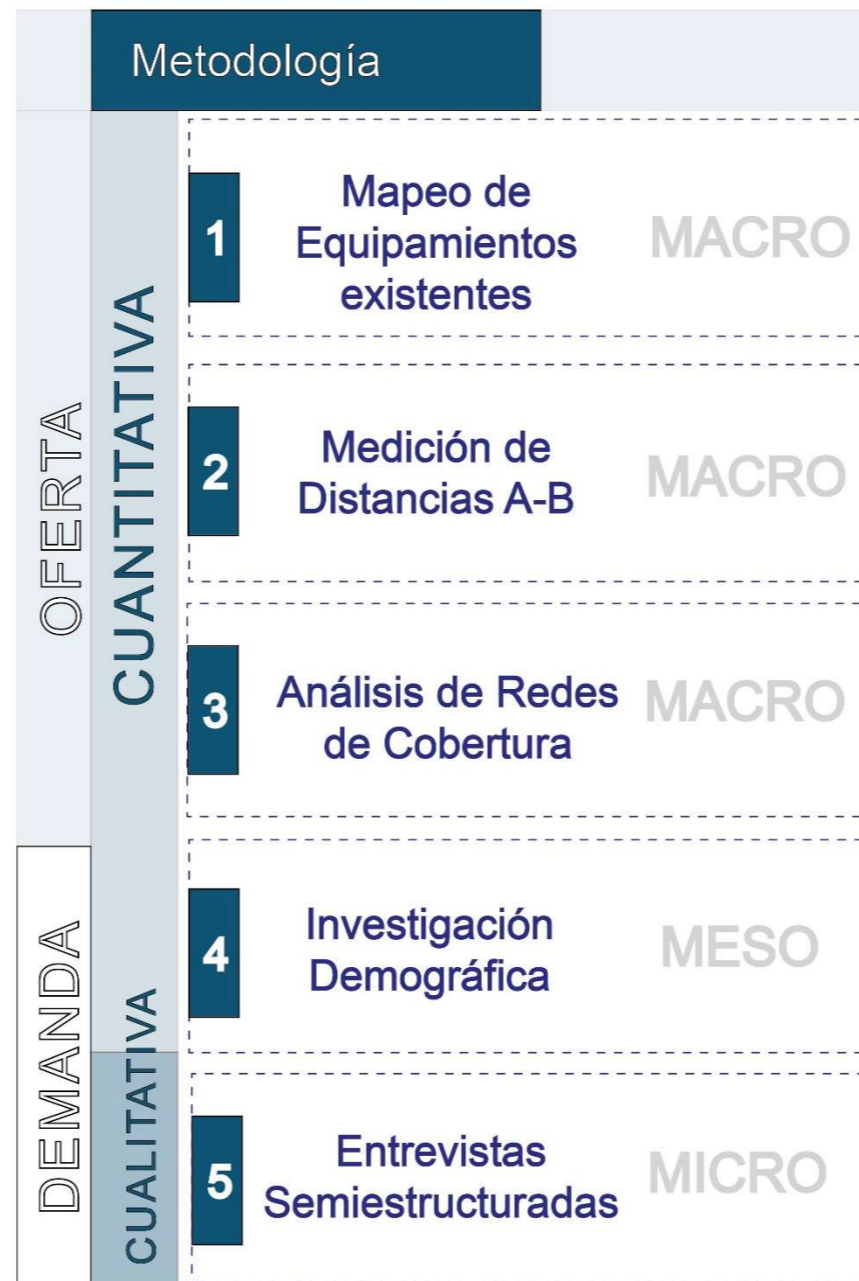 Metodología
OFERTA
CUANTITATIVA
1
Mapeo de
Equipamientos
existentes
MACRO
2
Medición de
Distancias A-B
MACRO
3
Análisis de Redes
de Cobertura
MACRO
DEMANDA
4
Investigación
Demográfica
MESO
CUALITATIVA
5
Entrevistas
Semiestructuradas
MICRO